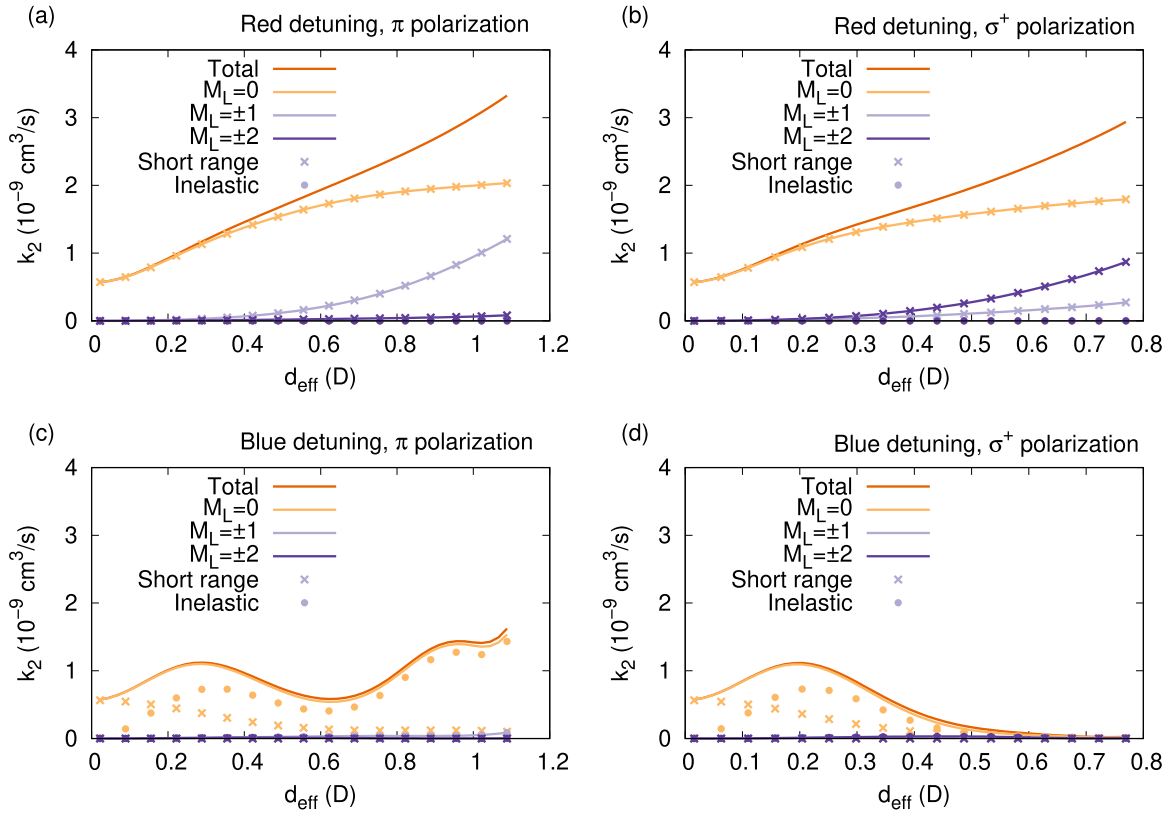 (a)
Red detuning, π polarization
Total
M_L=0
M_L=±1
M_L=±2
Short range
Inelastic
k_2 (10^-9 cm^3/s)
4
3
2
1
0
0 0.2 0.4 0.6 0.8 1 1.2
d_eff (D)
(b)
Red detuning, σ^+ polarization
Total
M_L=0
M_L=±1
M_L=±2
Short range
Inelastic
k_2 (10^-9 cm^3/s)
4
3
2
1
0
0 0.1 0.2 0.3 0.4 0.5 0.6 0.7 0.8
d_eff (D)
(c)
Blue detuning, π polarization
Total
M_L=0
M_L=±1
M_L=±2
Short range
Inelastic
k_2 (10^-9 cm^3/s)
4
3
2
1
0
0 0.2 0.4 0.6 0.8 1 1.2
d_eff (D)
(d)
Blue detuning, σ^+ polarization
Total
M_L=0
M_L=±1
M_L=±2
Short range
Inelastic
k_2 (10^-9 cm^3/s)
4
3
2
1
0
0 0.1 0.2 0.3 0.4 0.5 0.6 0.7 0.8
d_eff (D)